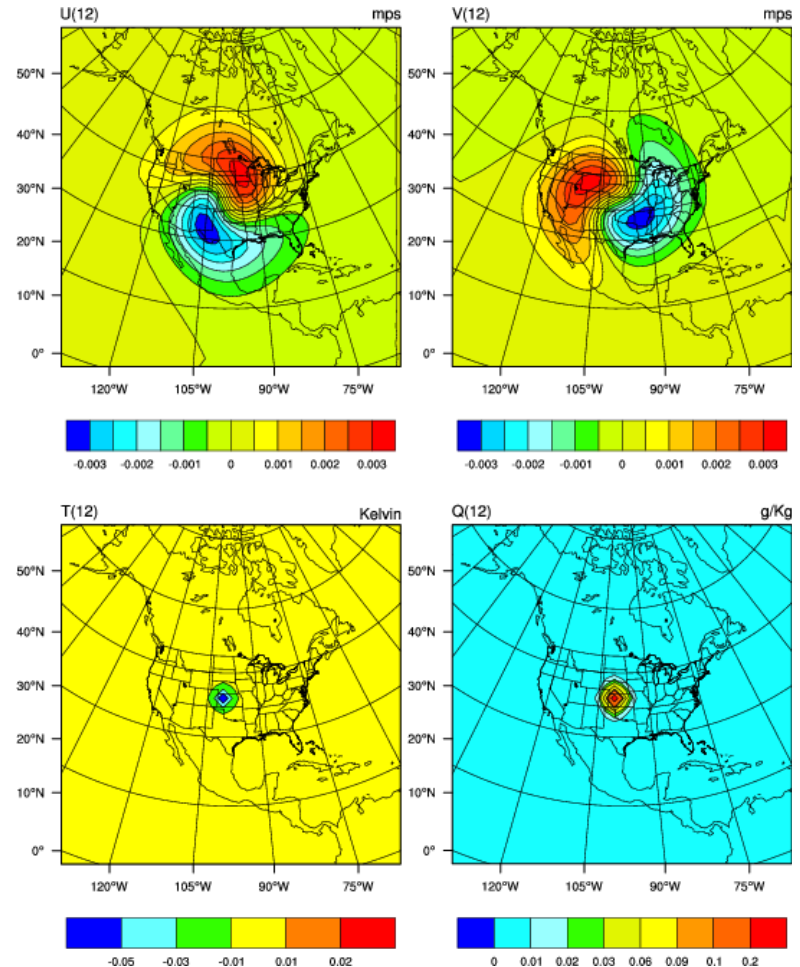 U(12) mps
V(12) mps
50°N
40°N
30°N
20°N
10°N
0°
120°W 105°W 90°W 75°W
50°N
40°N
30°N
20°N
10°N
0°
120°W 105°W 90°W 75°W
-0.003 -0.002 -0.001 0 0.001 0.002 0.003
-0.003 -0.002 -0.001 0 0.001 0.002 0.003
T(12) Kelvin
Q(12) g/Kg
50°N
40°N
30°N
20°N
10°N
0°
120°W 105°W 90°W 75°W
50°N
40°N
30°N
20°N
10°N
0°
120°W 105°W 90°W 75°W
-0.05 -0.03 -0.01 0.01 0.02
0 0.01 0.02 0.03 0.06 0.09 0.1 0.2